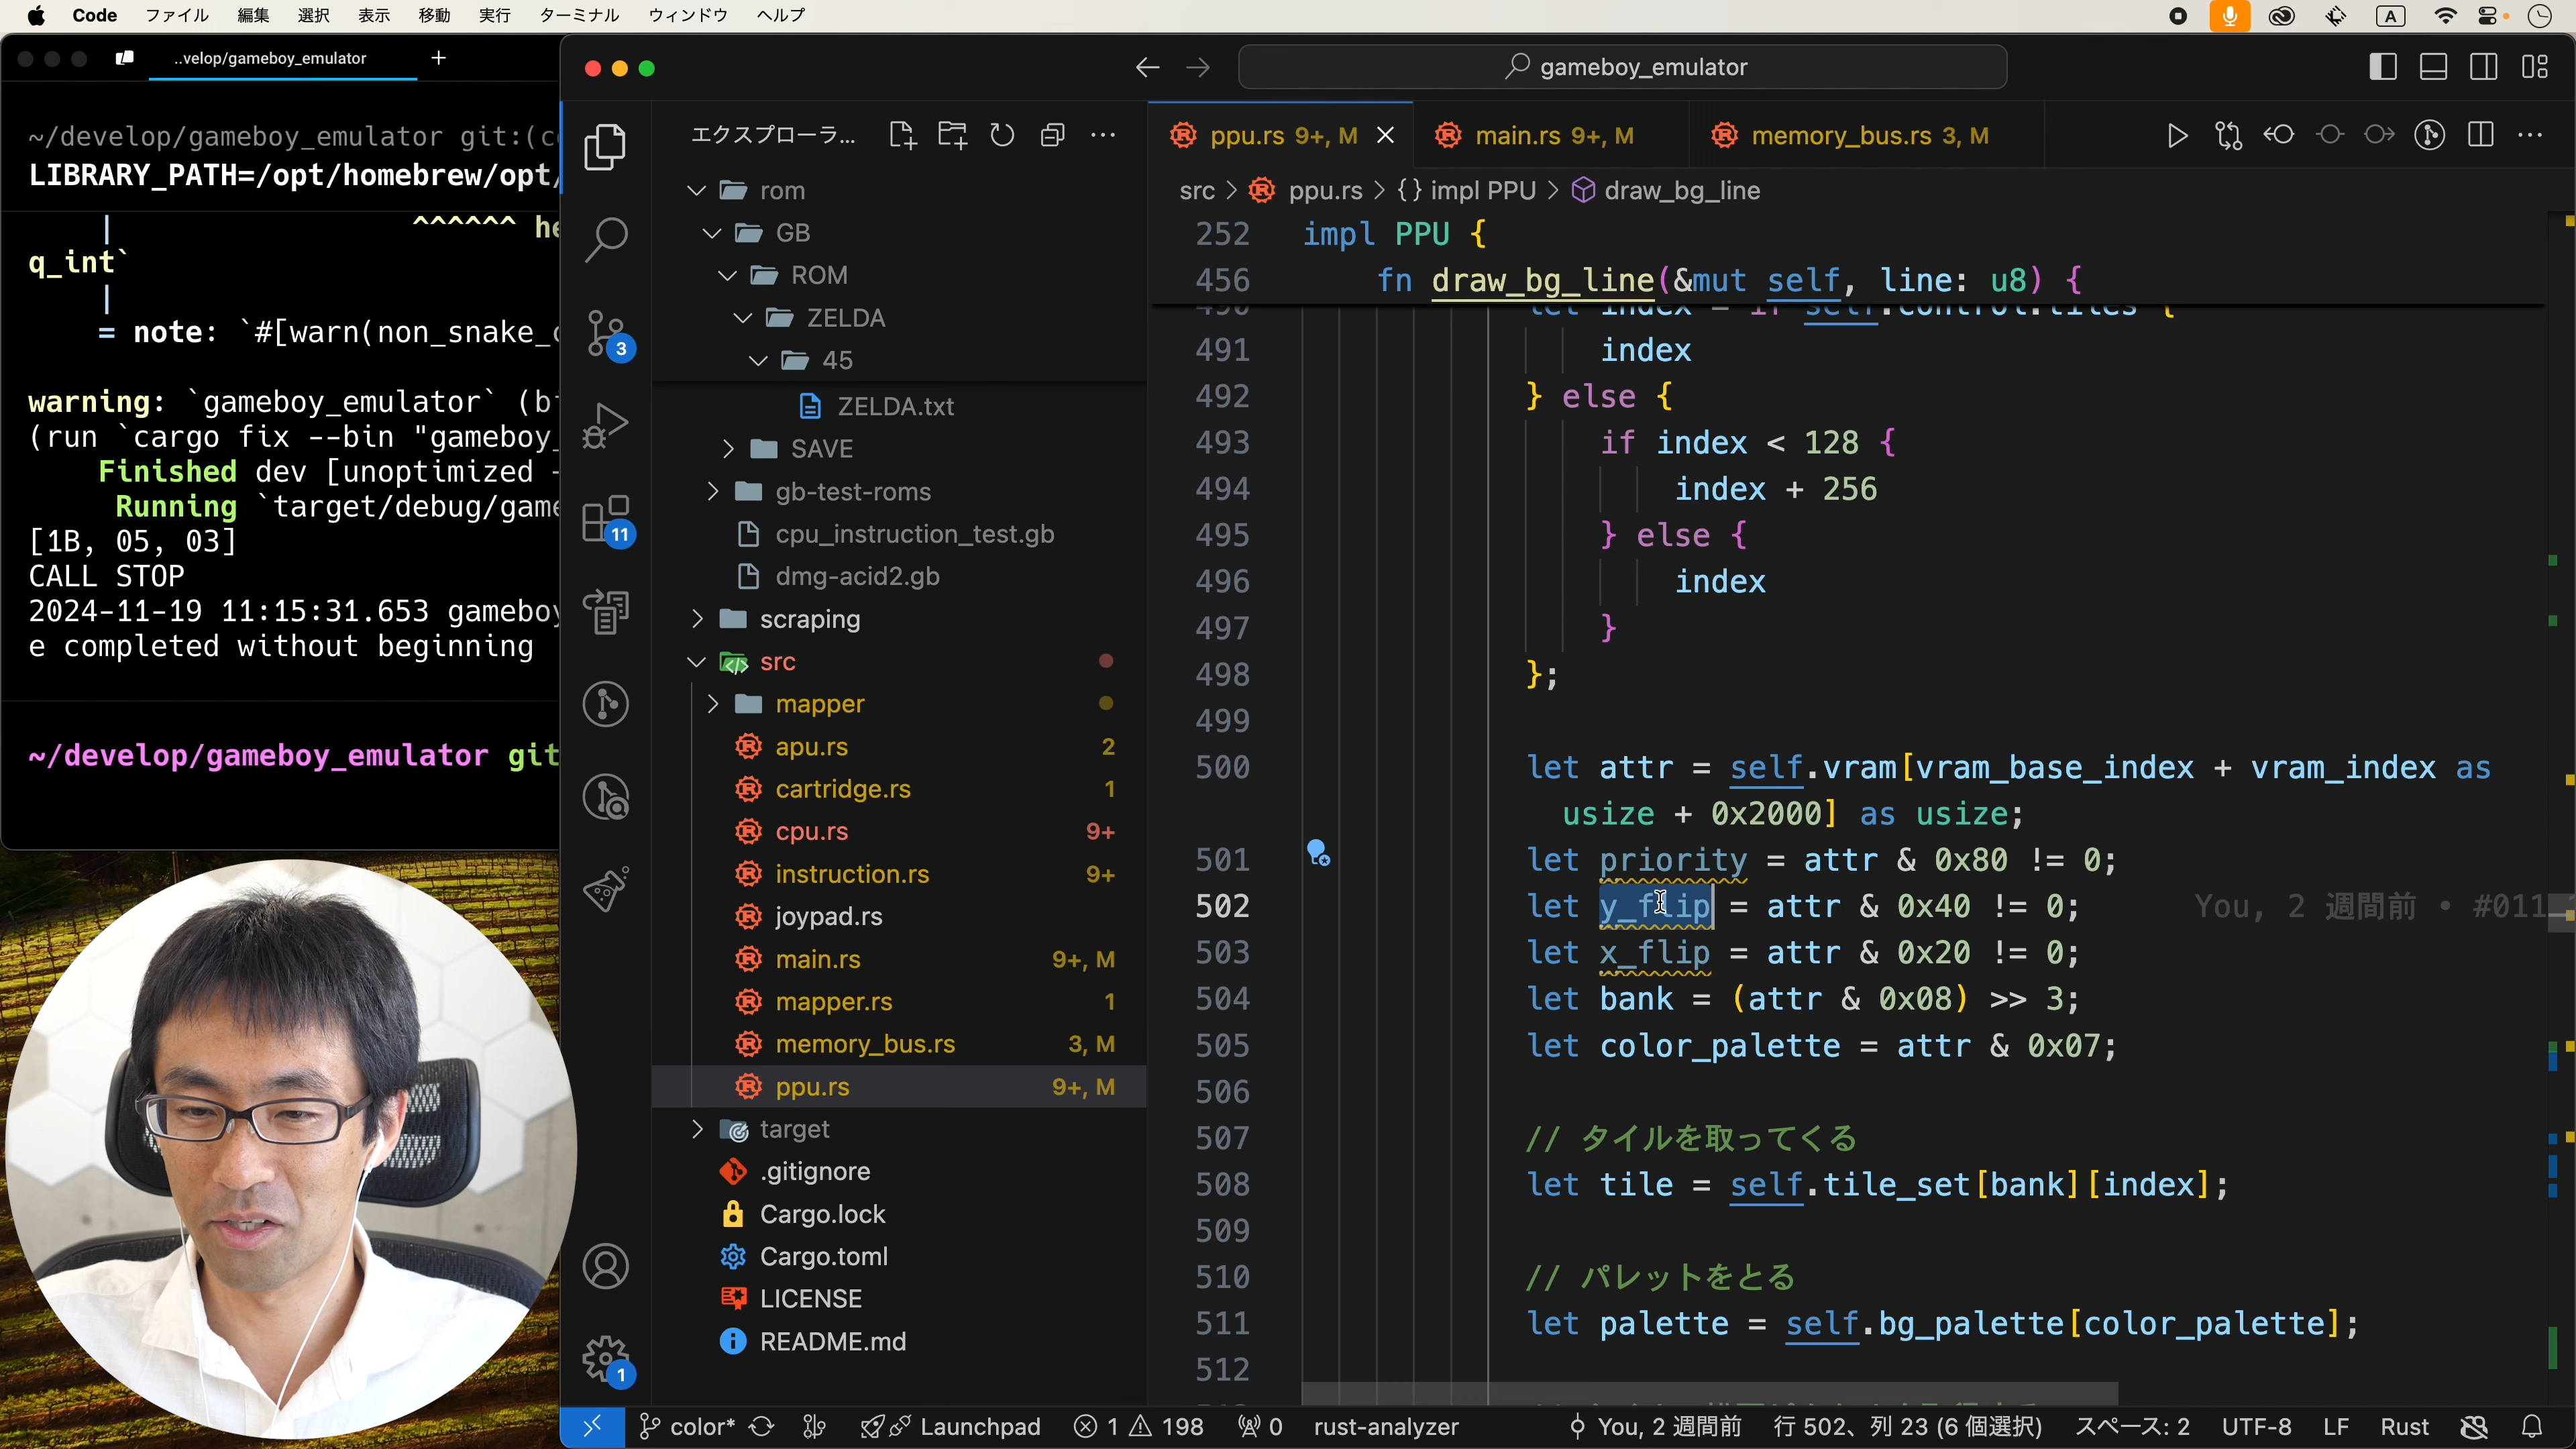 Code ファイル 編集 選択 表示 移動 実行 ターミナル ウィンドウ ヘルプ
A
..velop/gameboy_emulator +
~/develop/gameboy_emulator git:(c
LIBRARY_PATH=/opt/homebrew/opt/
| ^^^^^^ he
q_int`
|
= note: `#[warn(non_snake_c
warning: `gameboy_emulator` (bi
(run `cargo fix --bin "gameboy_
Finished dev [unoptimized
Running `target/debug/game
[1B, 05, 03]
CALL STOP
2024-11-19 11:15:31.653 gameboy
e completed without beginning
~/develop/gameboy_emulator git
gameboy_emulator
3
11
1
エクスプローラ...
rom
GB
ROM
ZELDA
45
ZELDA.txt
SAVE
gb-test-roms
cpu_instruction_test.gb
dmg-acid2.gb
scraping
src
mapper
apu.rs 2
cartridge.rs 1
cpu.rs 9+
instruction.rs 9+
joypad.rs
main.rs 9+, M
mapper.rs 1
memory_bus.rs 3, M
ppu.rs 9+, M
target
.gitignore
Cargo.lock
Cargo.toml
LICENSE
README.md
ppu.rs 9+, M main.rs 9+, M memory_bus.rs 3, M
src > ppu.rs > {} impl PPU > draw_bg_line
252 impl PPU {
456 fn draw_bg_line(&mut self, line: u8) {
490 let index = if self.control.tiles {
491 index
492 } else {
493 if index < 128 {
494 index + 256
495 } else {
496 index
497 }
498 };
499
500 let attr = self.vram[vram_base_index + vram_index as
usize + 0x2000] as usize;
501 let priority = attr & 0x80 != 0;
502 let y_flip = attr & 0x40 != 0; You, 2 週間前 • #011
503 let x_flip = attr & 0x20 != 0;
504 let bank = (attr & 0x08) >> 3;
505 let color_palette = attr & 0x07;
506
507 // タイルを取ってくる
508 let tile = self.tile_set[bank][index];
509
510 // パレットをとる
511 let palette = self.bg_palette[color_palette];
512
color* Launchpad 1 198 0 rust-analyzer You, 2 週間前 行 502、列 23 (6 個選択) スペース: 2 UTF-8 LF Rust